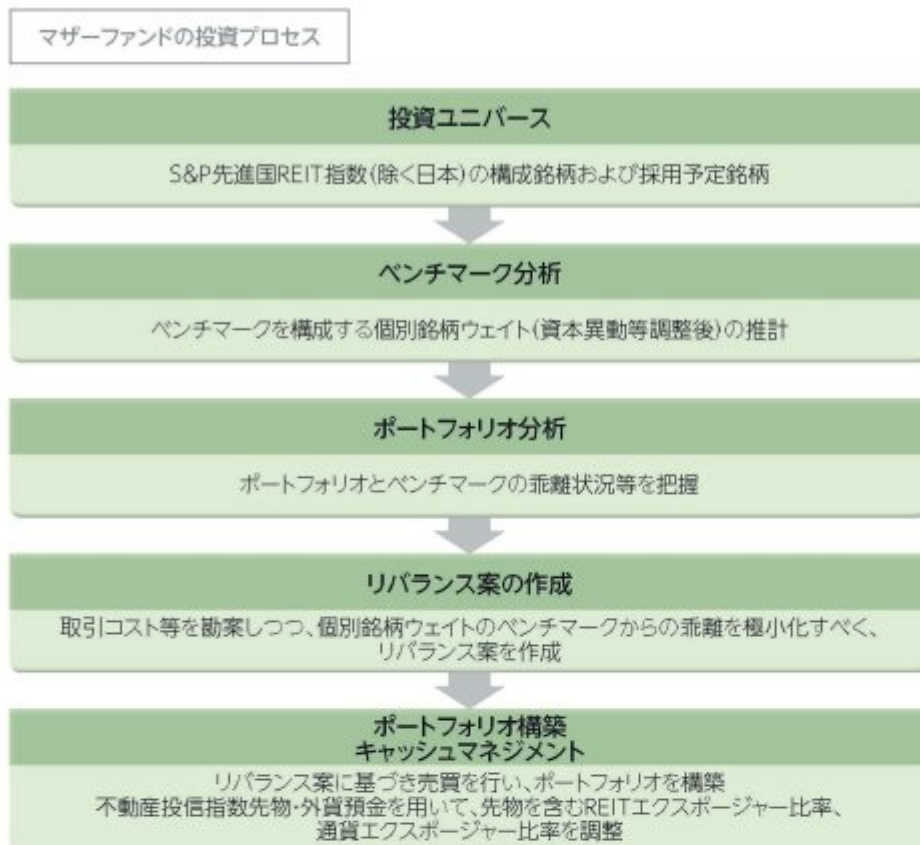 マザーファンドの投資プロセス
投資ユニバース
S&P先進国REIT指数(除く日本)の構成銘柄および採用予定銘柄
ベンチマーク分析
ベンチマークを構成する個別銘柄ウェイト(資本異動等調整後)の推計
ポートフォリオ分析
ポートフォリオとベンチマークの乖離状況等を把握
リバランス案の作成
取引コスト等を勘案しつつ、個別銘柄ウェイトのベンチマークからの乖離を極小化すべく、
リバランス案を作成
ポートフォリオ構築
キャッシュマネジメント
リバランス案に基づき売買を行い、ポートフォリオを構築
不動産投信指数先物・外貨預金を用いて、先物を含むREITエクスポージャー比率、
通貨エクスポージャー比率を調整